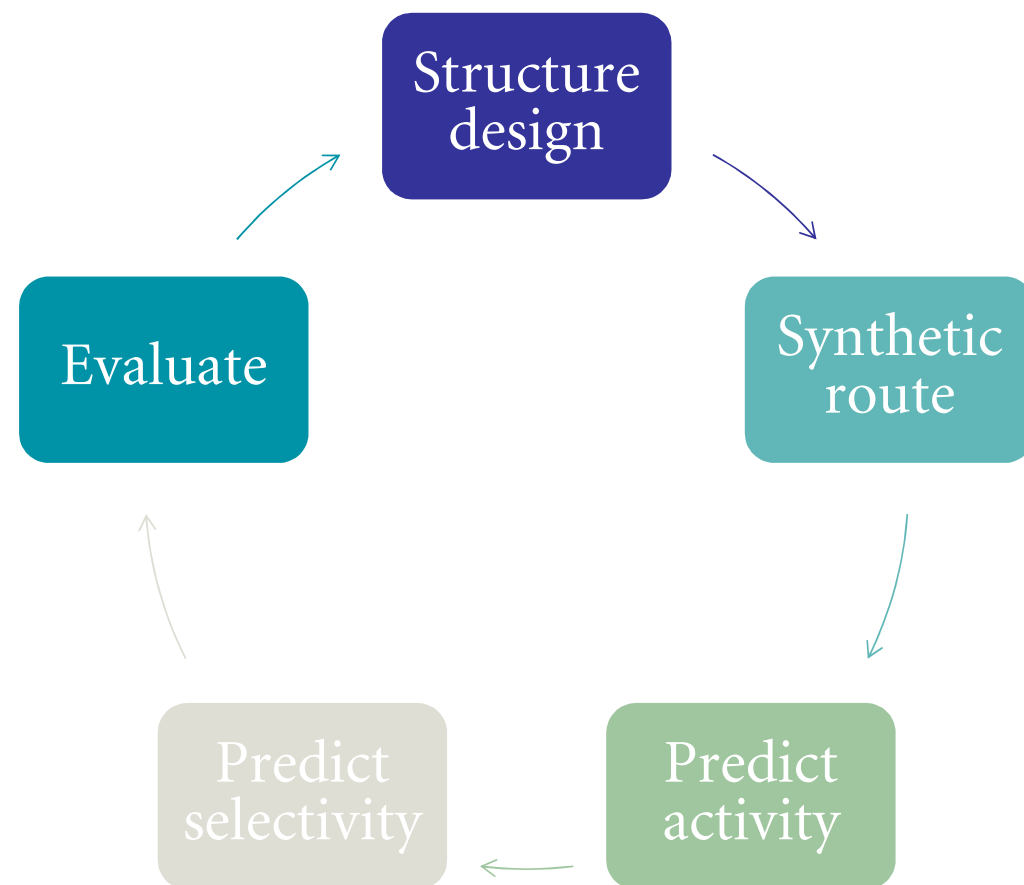 Structure
design
Synthetic
route
Predict
activity
Predict
selectivity
Evaluate